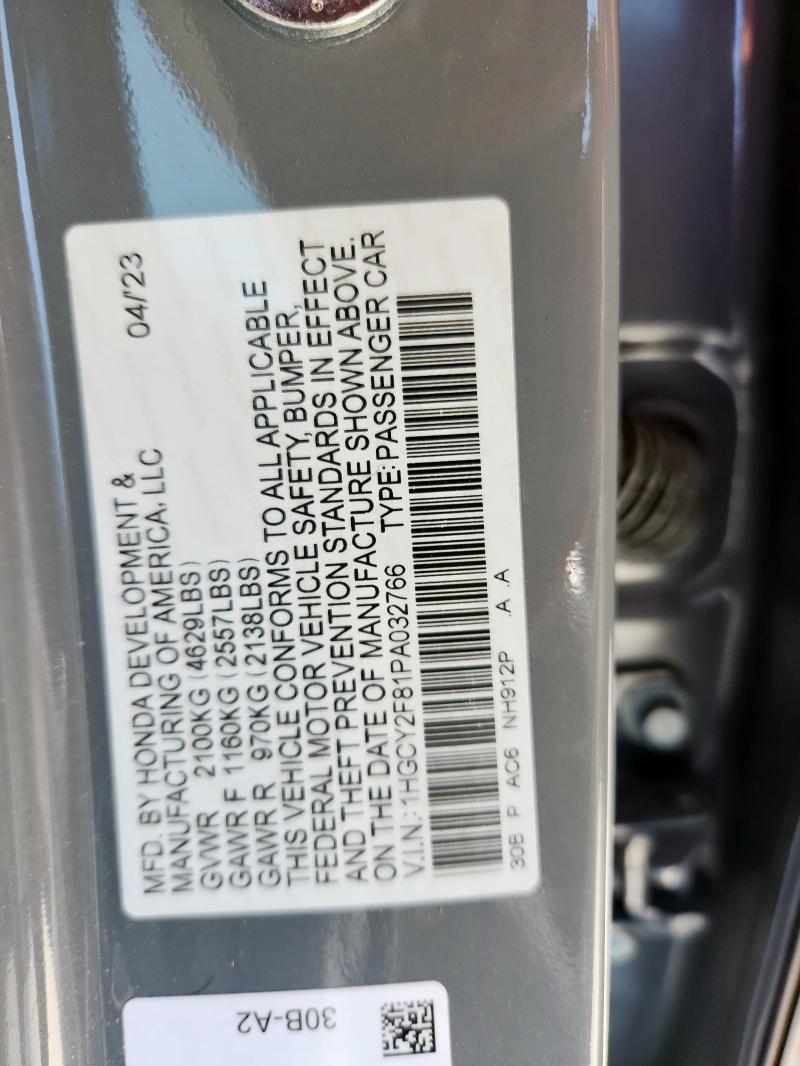 MFD. BY HONDA DEVELOPMENT & 04/'23
MANUFACTURING OF AMERICA, LLC
GVWR 2100KG (4629LBS)
GAWR F 1160KG (2557LBS)
GAWR R 970KG (2138LBS)
THIS VEHICLE CONFORMS TO ALL APPLICABLE
FEDERAL MOTOR VEHICLE SAFETY, BUMPER,
AND THEFT PREVENTION STANDARDS IN EFFECT
ON THE DATE OF MANUFACTURE SHOWN ABOVE.
V.I.N.: 1HGCY2F81PA032766 TYPE: PASSENGER CAR
30B P AC6 NH912P .A .A
30B-A2